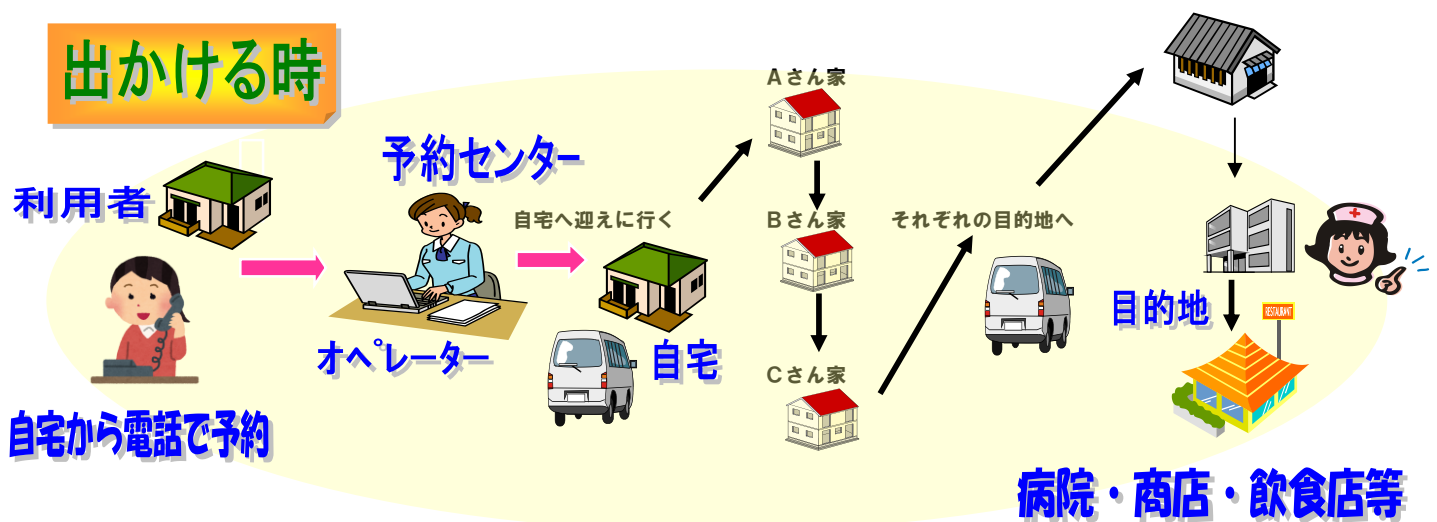 出かける時
利用者
自宅から電話で予約
予約センター
オペレーター
自宅へ迎えに行く
自宅
Aさん家
Bさん家
Cさん家
それぞれの目的地へ
目的地
RESTAURANT
病院・商店・飲食店等